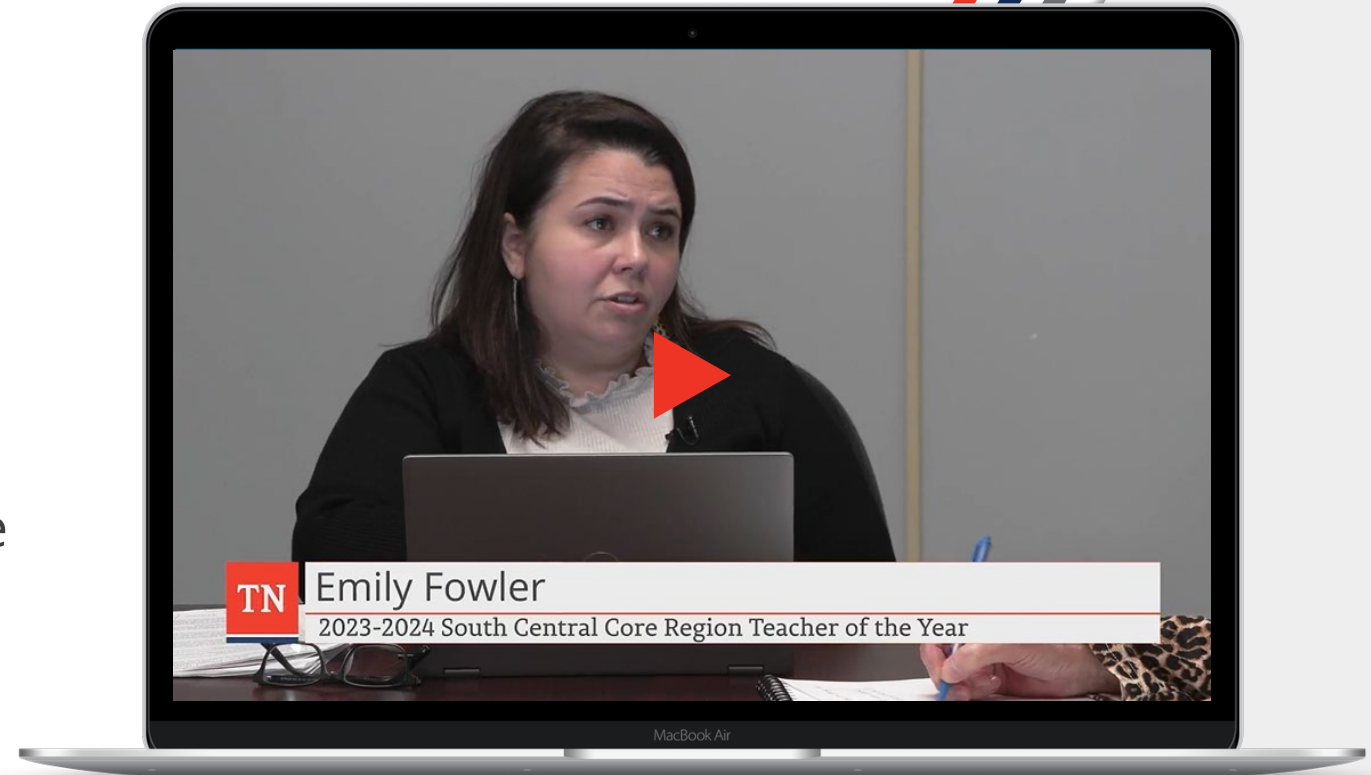 e
TN
Emily Fowler
2023-2024 South Central Core Region Teacher of the Year
MacBook Air